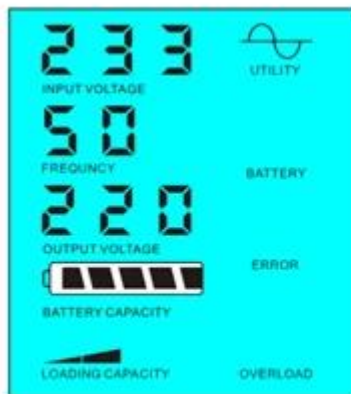 233
INPUT VOLTAGE
UTILITY
50
FREQUNCY
BATTERY
220
OUTPUT VOLTAGE
ERROR
BATTERY CAPACITY
LOADING CAPACITY
OVERLOAD